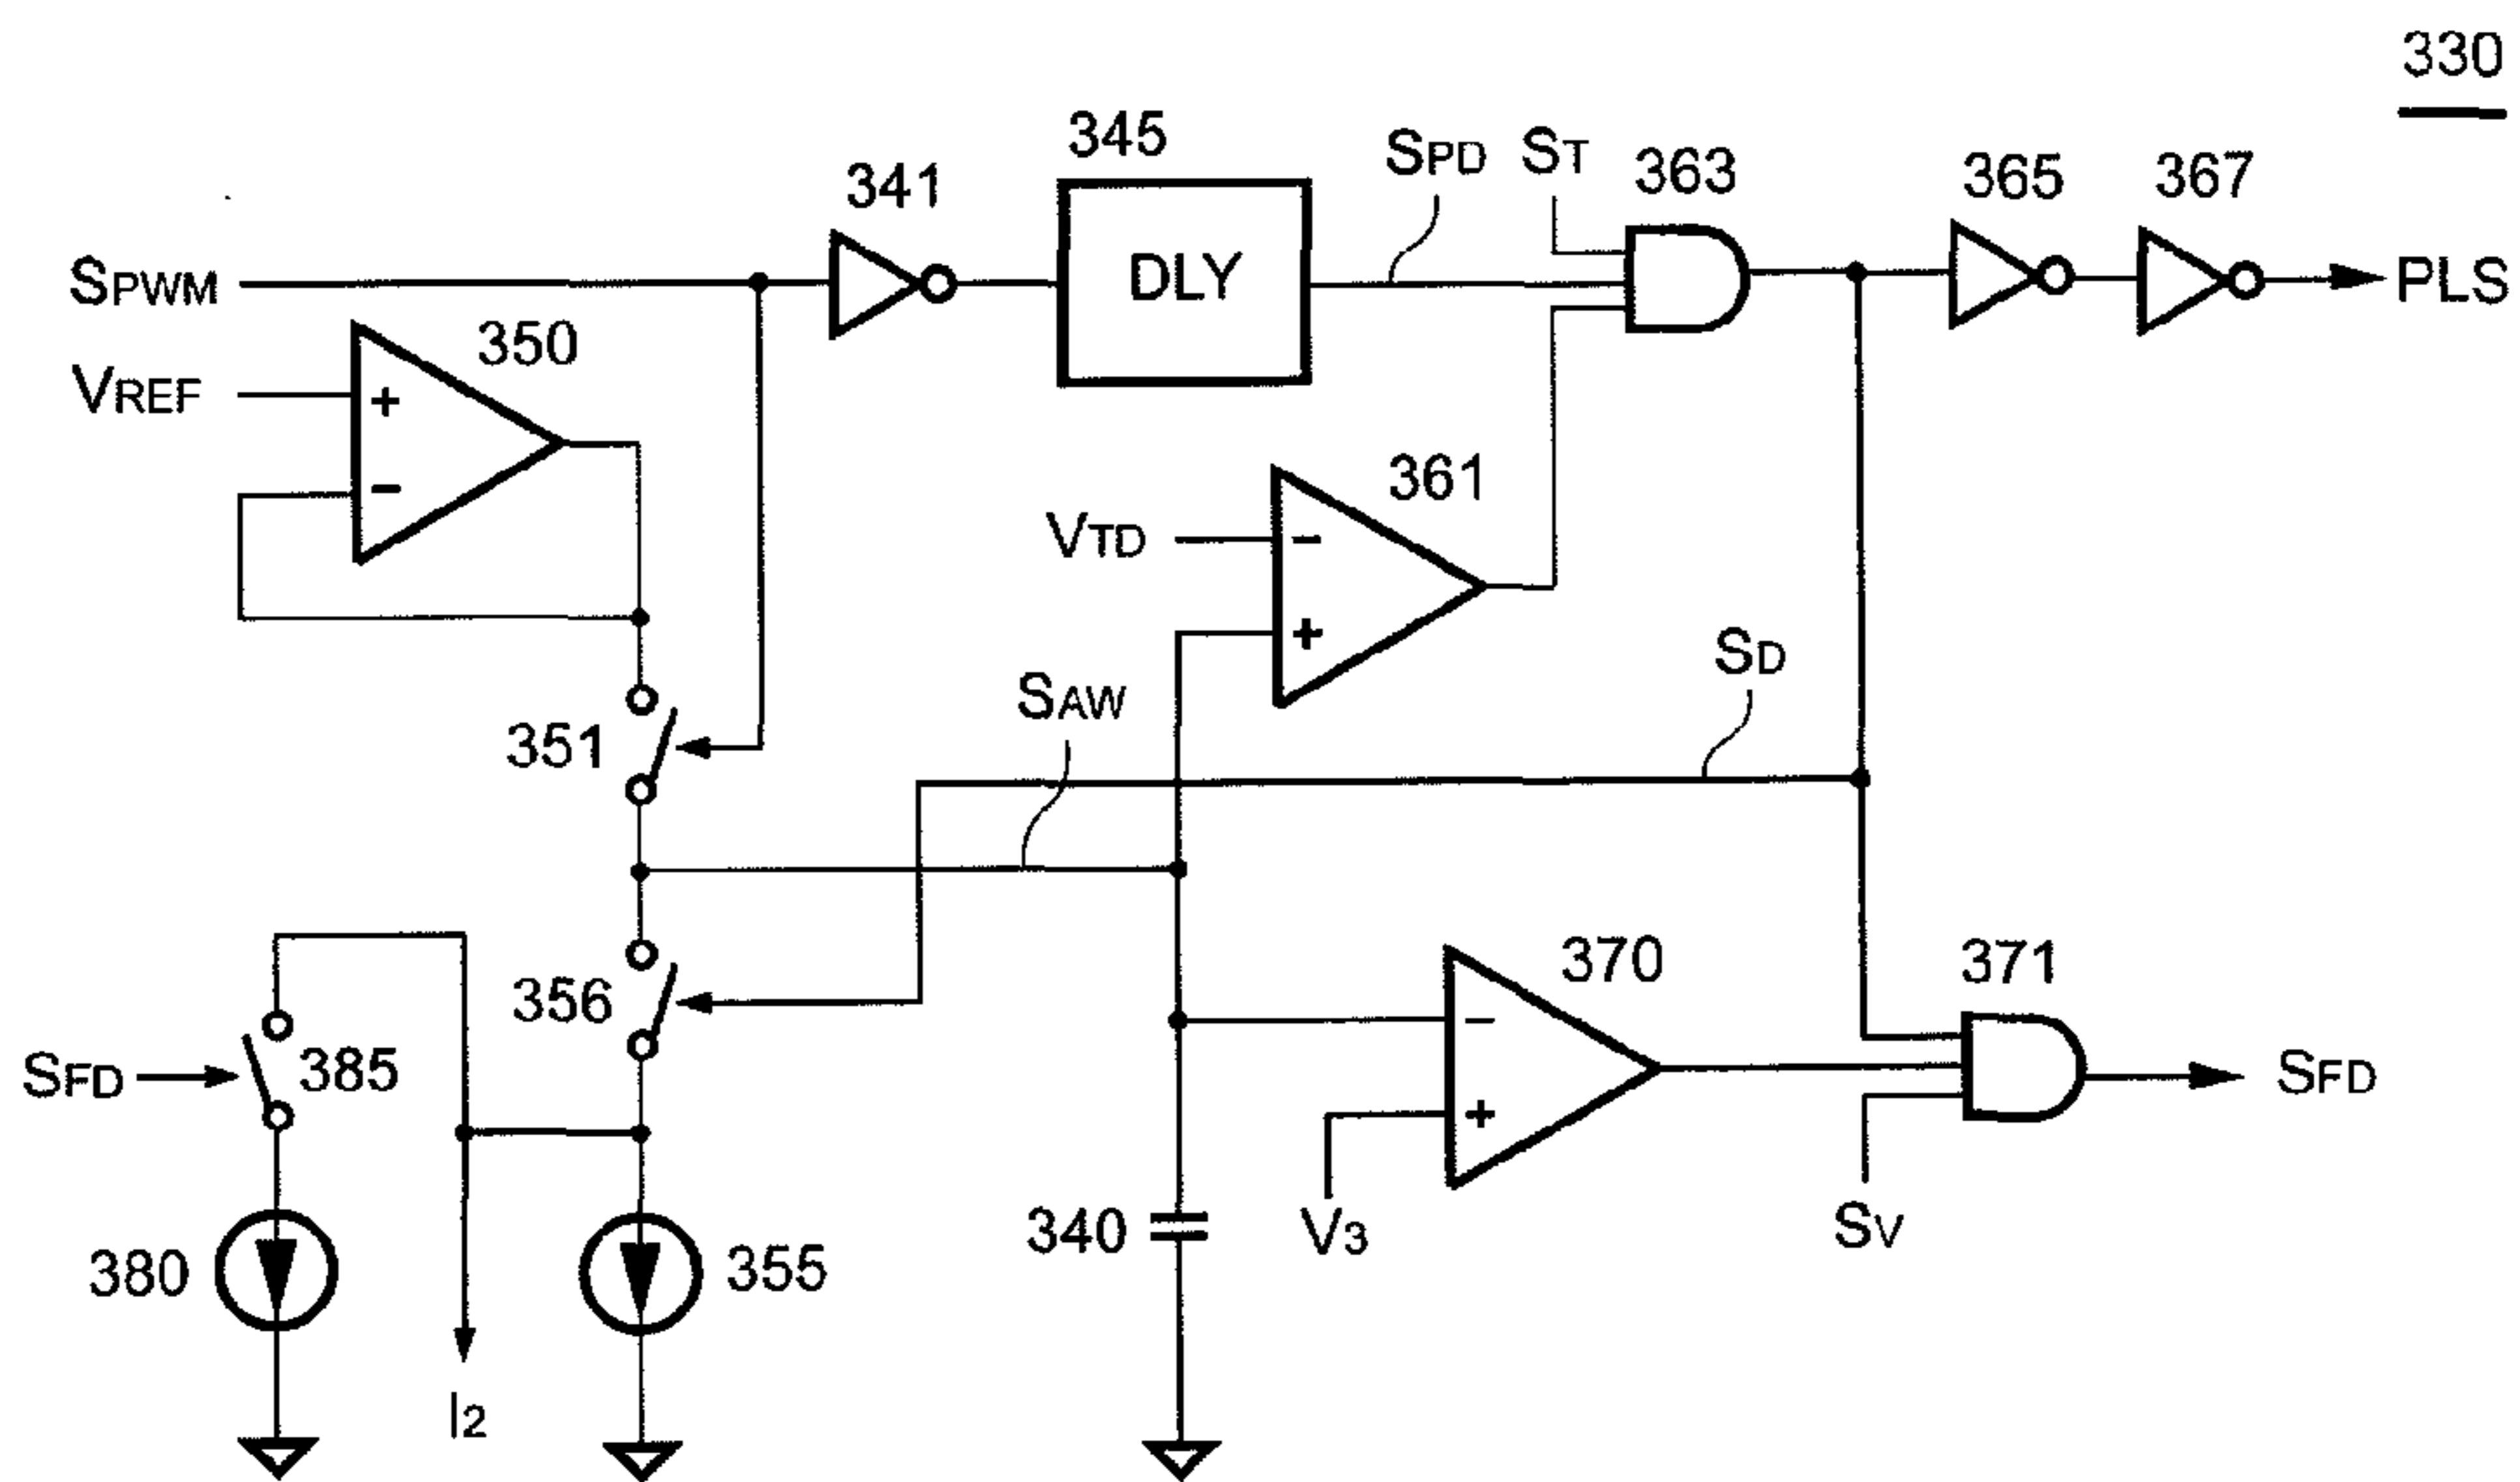 330
345
SPD
ST
363
365
367
341
SPWM
DLY
PLS
350
VREF
+
−
361
VTD
−
+
SD
SAW
351
370
371
356
−
SFD
385
+
SFD
380
355
340
V3
SV
I2